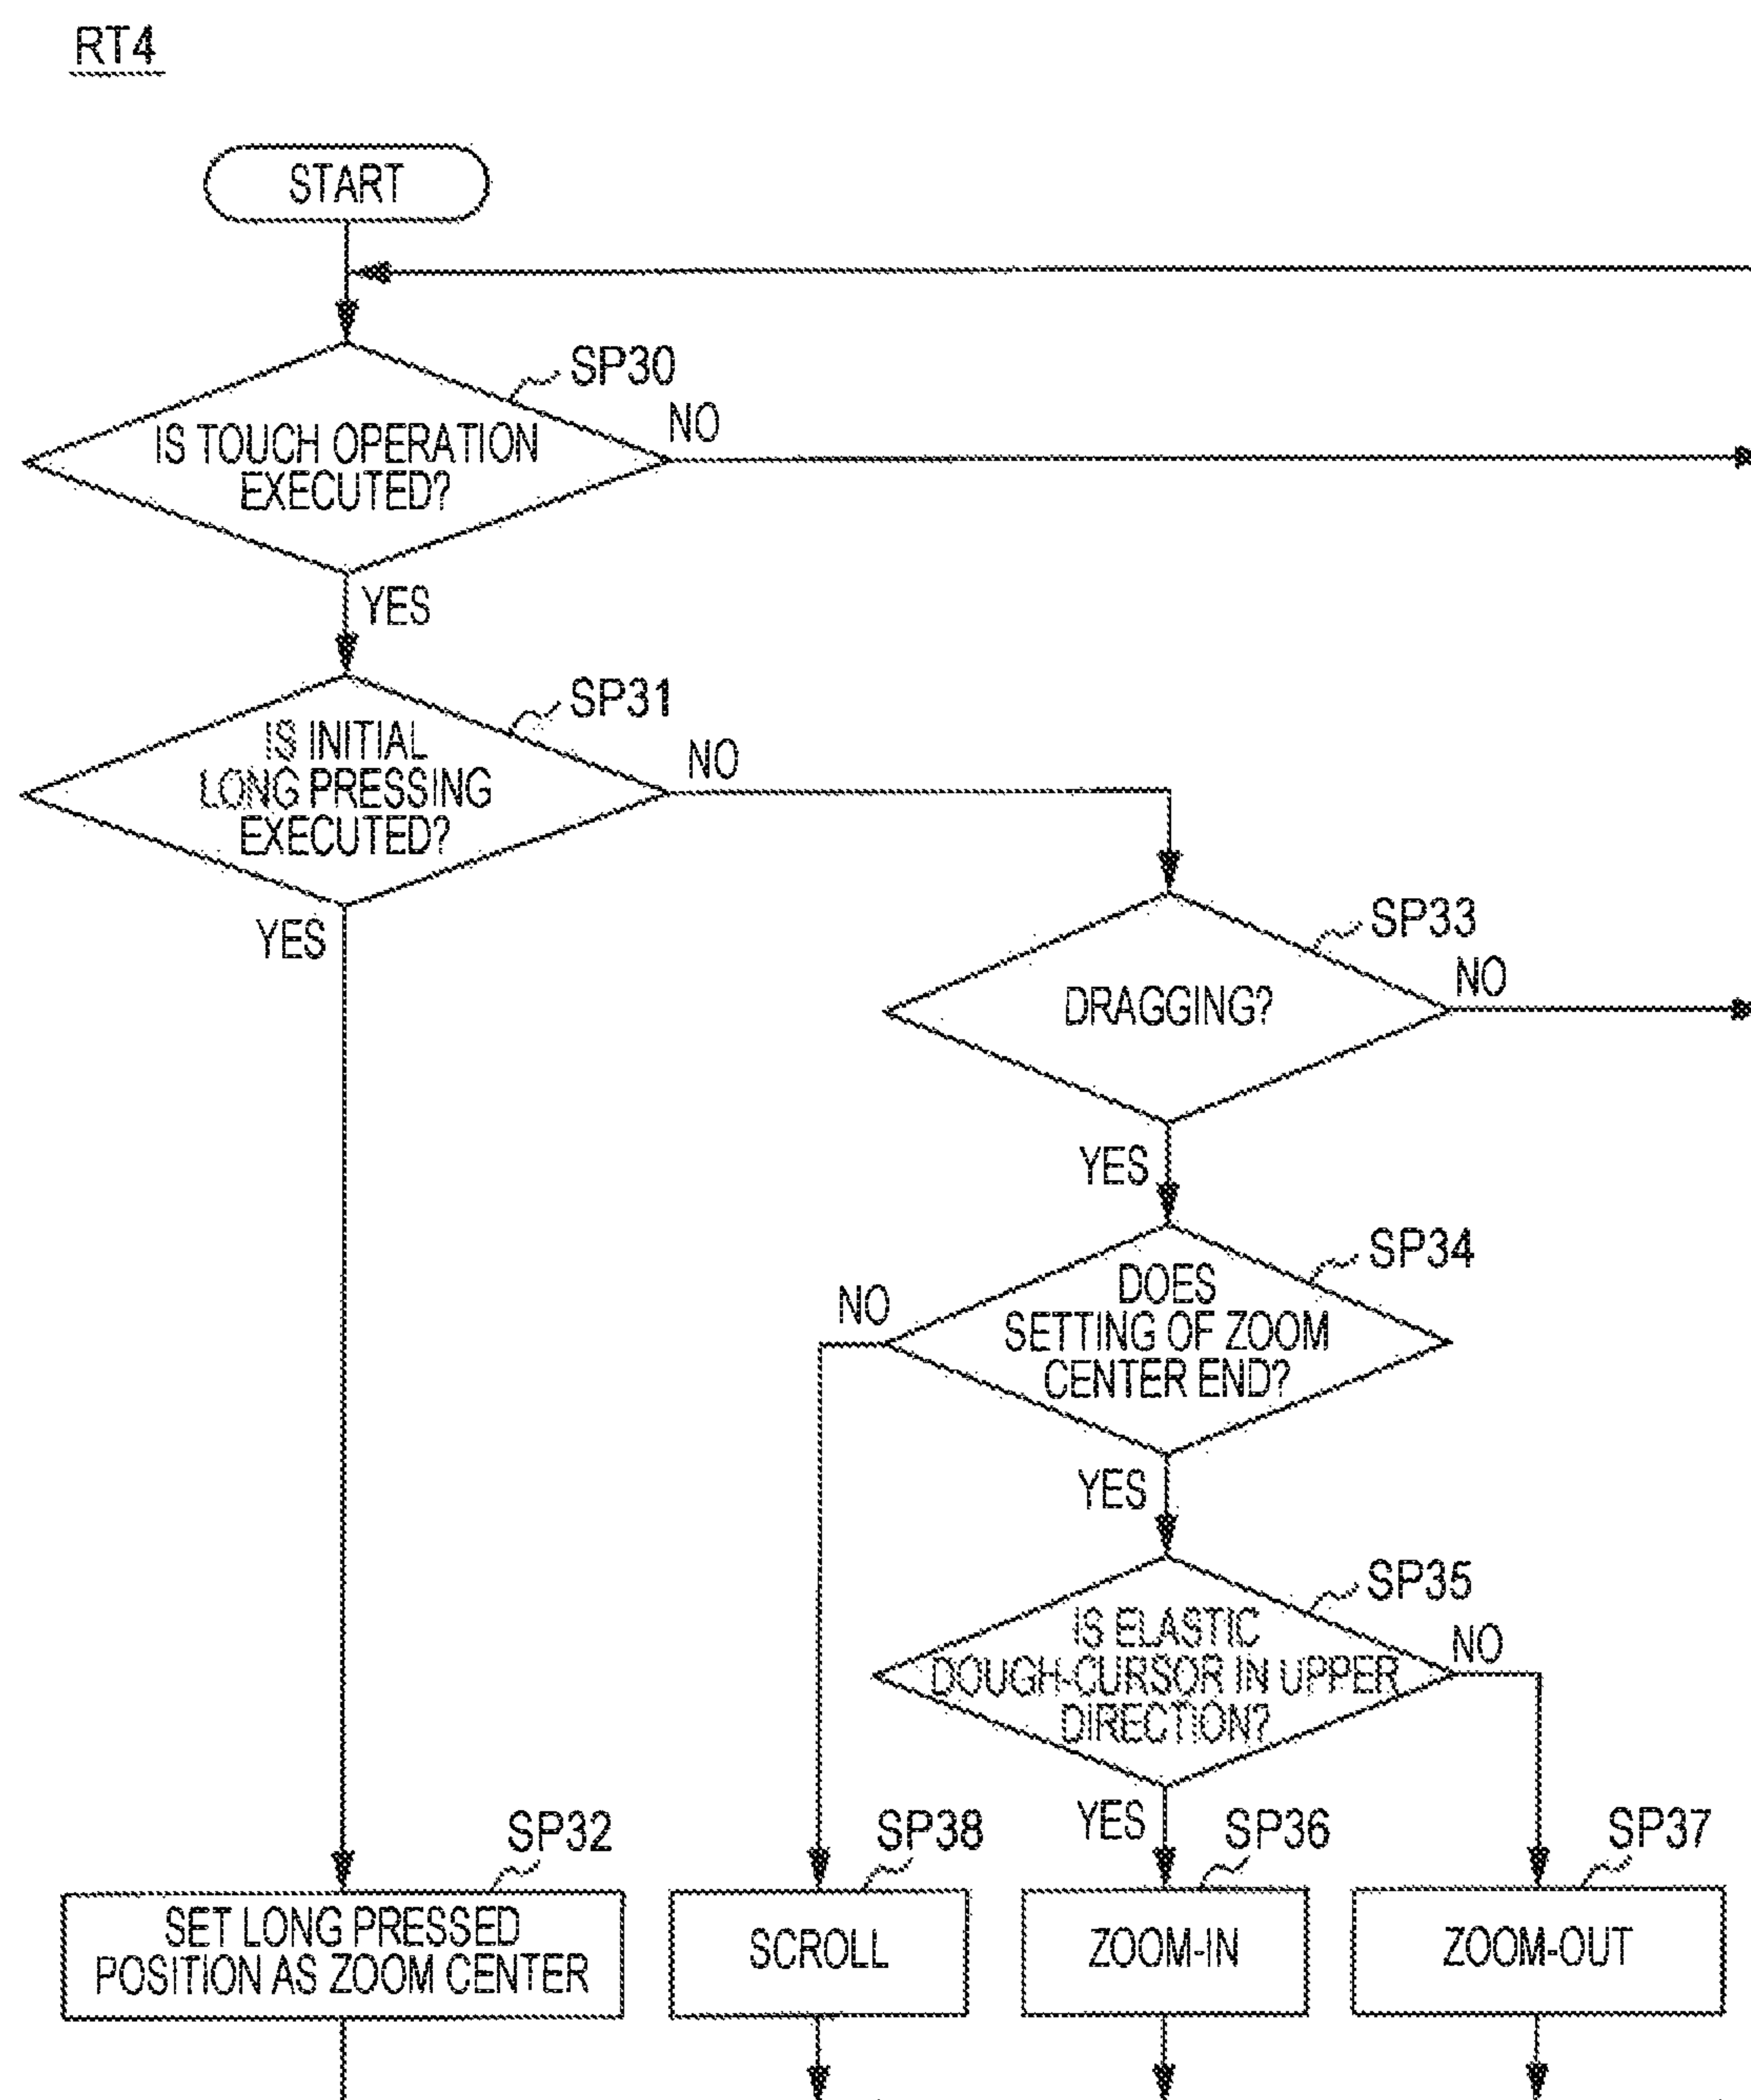 RT4
START
SP30
IS TOUCH OPERATION
EXECUTED?
NO
YES
SP31
IS INITIAL
LONG PRESSING
EXECUTED?
NO
YES
SP33
DRAGGING?
NO
YES
SP34
DOES
SETTING OF ZOOM
CENTER END?
NO
YES
SP35
IS ELASTIC
DOUGH-CURSOR IN UPPER
DIRECTION?
NO
YES
SP32
SET LONG PRESSED
POSITION AS ZOOM CENTER
SP38
SCROLL
SP36
ZOOM-IN
SP37
ZOOM-OUT